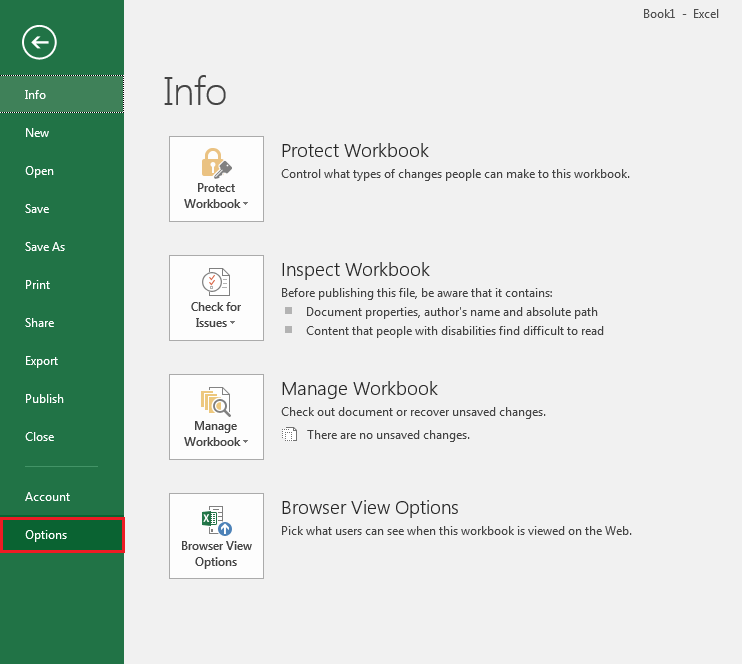 Book1 - Excel
Info
New
Open
Save
Save As
Print
Share
Export
Publish
Close
Account
Options
Info
Protect
Workbook
Protect Workbook
Control what types of changes people can make to this workbook.
Check for
Issues
Inspect Workbook
Before publishing this file, be aware that it contains:
Document properties, author's name and absolute path
Content that people with disabilities find difficult to read
Manage
Workbook
Manage Workbook
Check out document or recover unsaved changes.
There are no unsaved changes.
Browser View
Options
Browser View Options
Pick what users can see when this workbook is viewed on the Web.